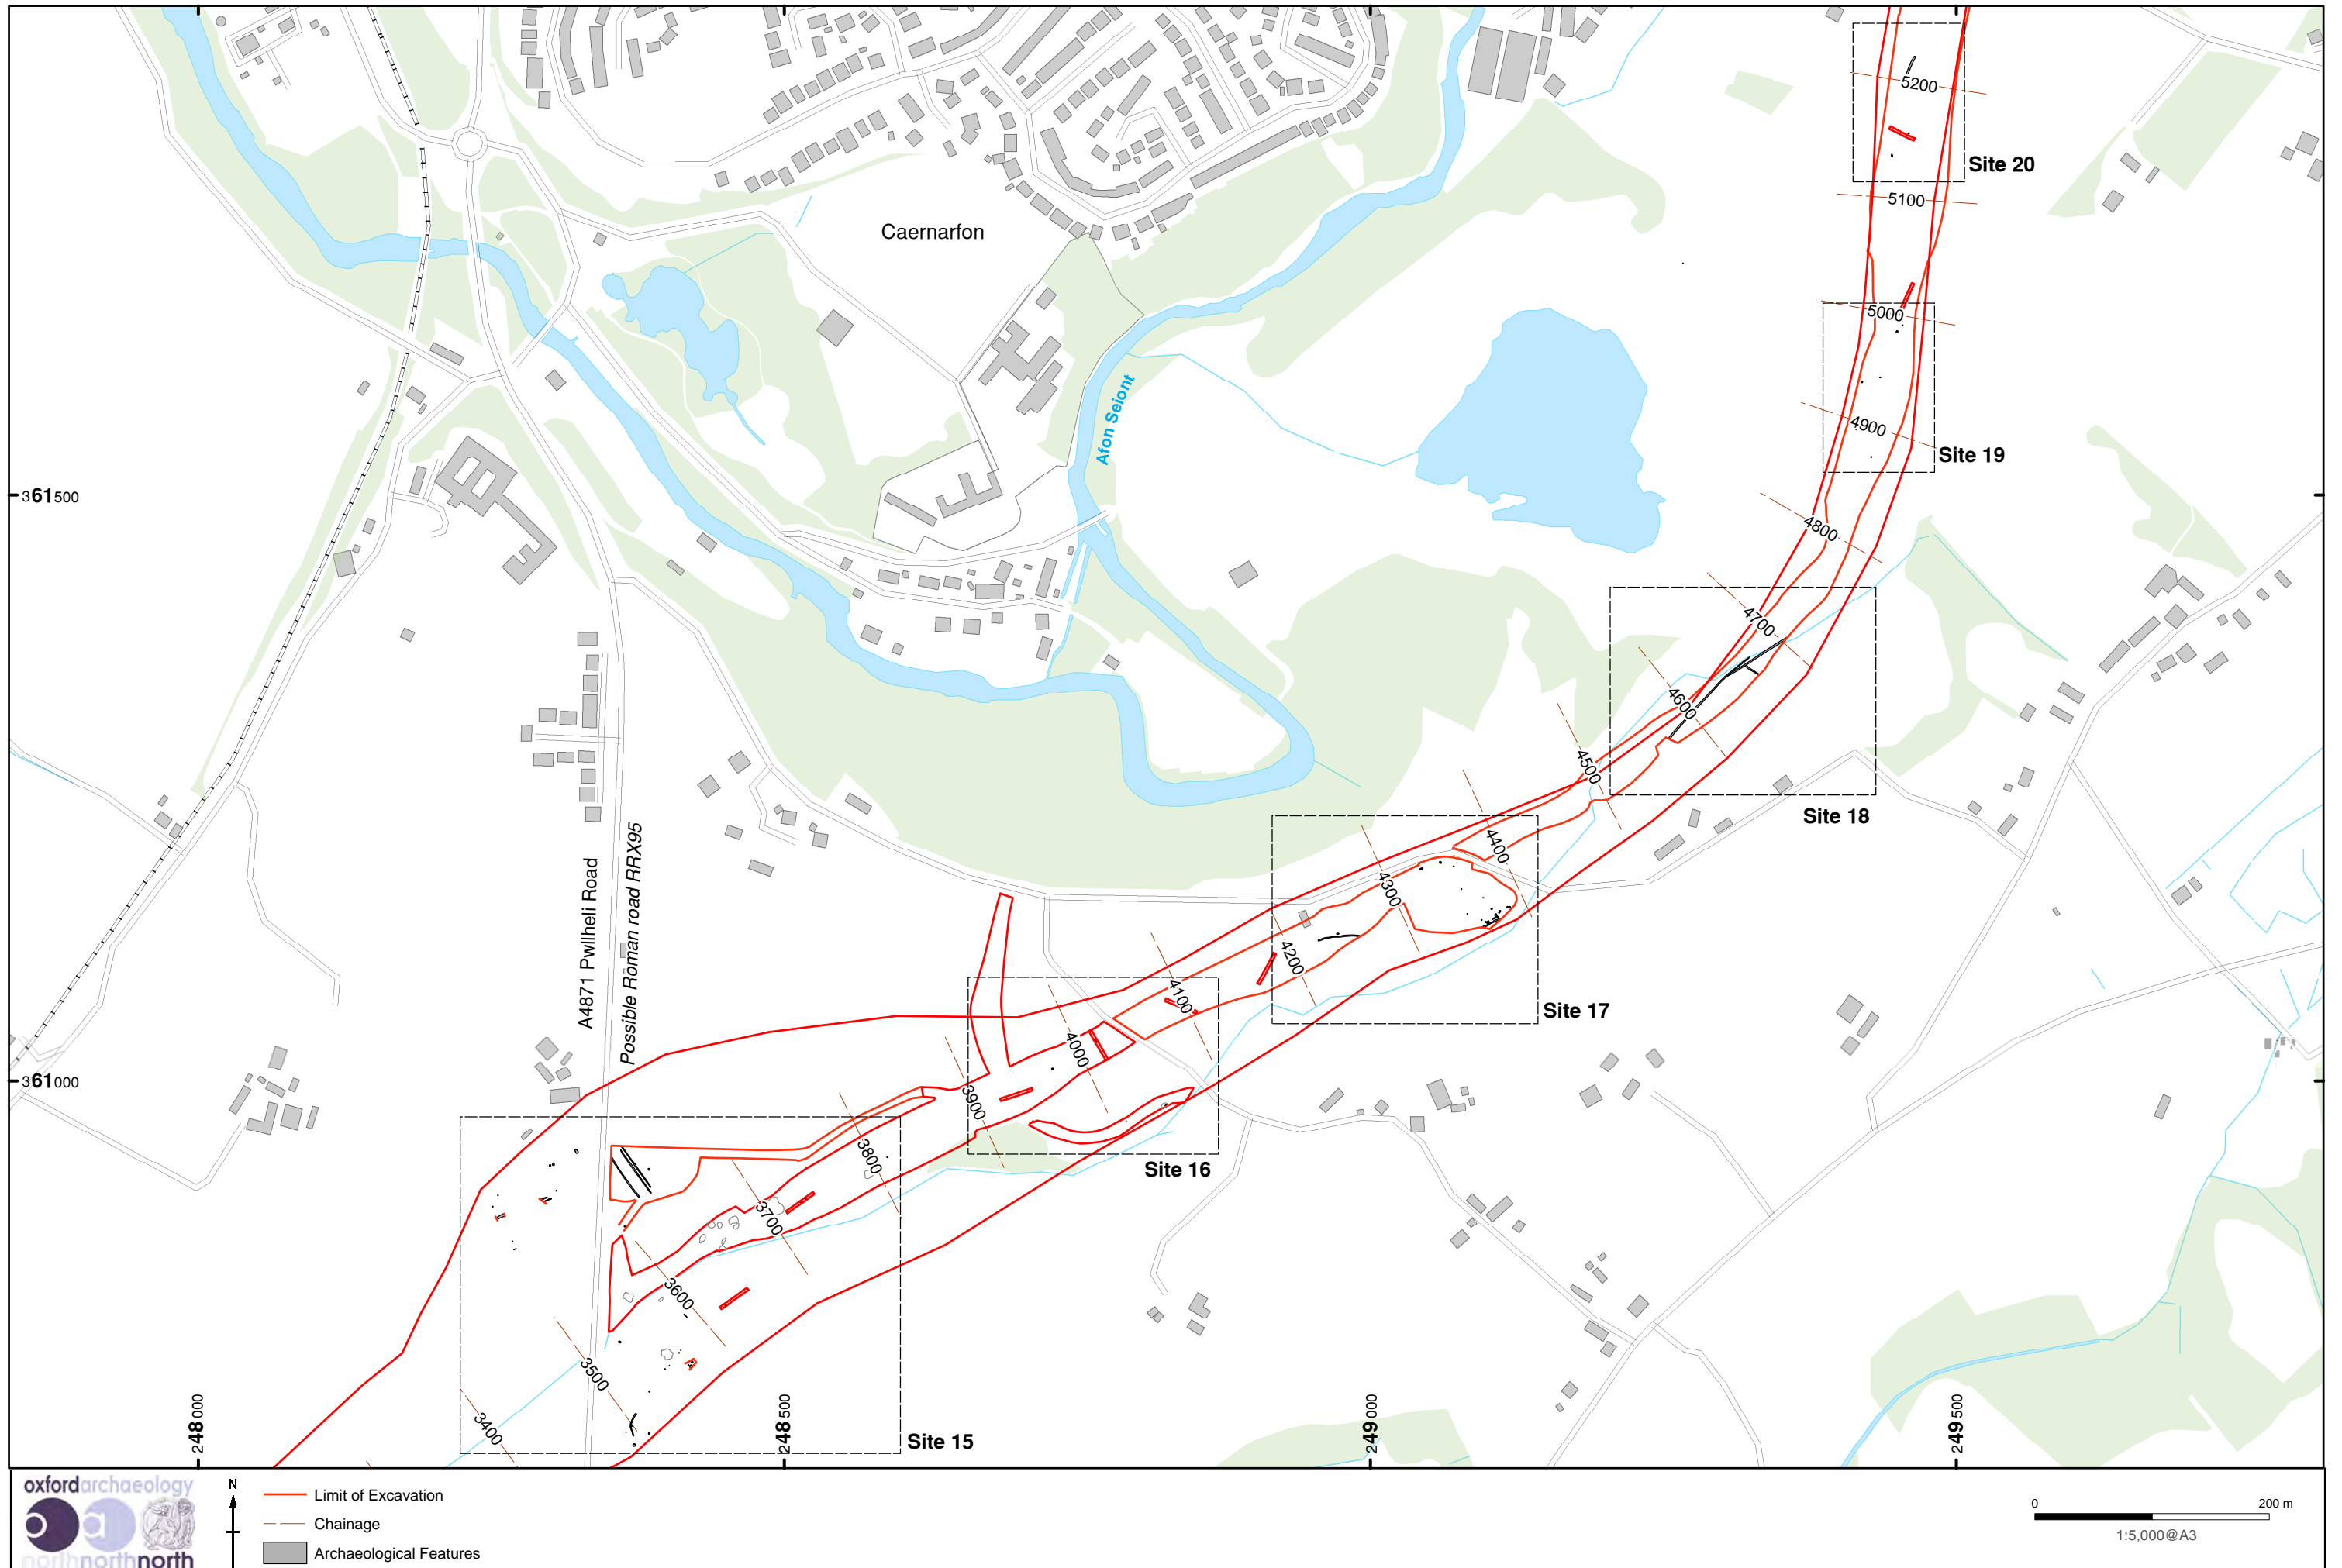 5200
Site 20
5100
Caernarfon
5000
Afon Seiont
4900
Site 19
361500
4800
4700
4600
4500
Site 18
4400
4300
A4871 Pwllheli Road
Possible Roman road RRX95
4200
4100
Site 17
4000
361000
3900
3800
Site 16
3700
3600
3500
3400
Site 15
248000
248500
249000
249500
oxfordarchaeology
o a
northnorthnorth
N
Limit of Excavation
Chainage
Archaeological Features
0 200 m
1:5,000@A3